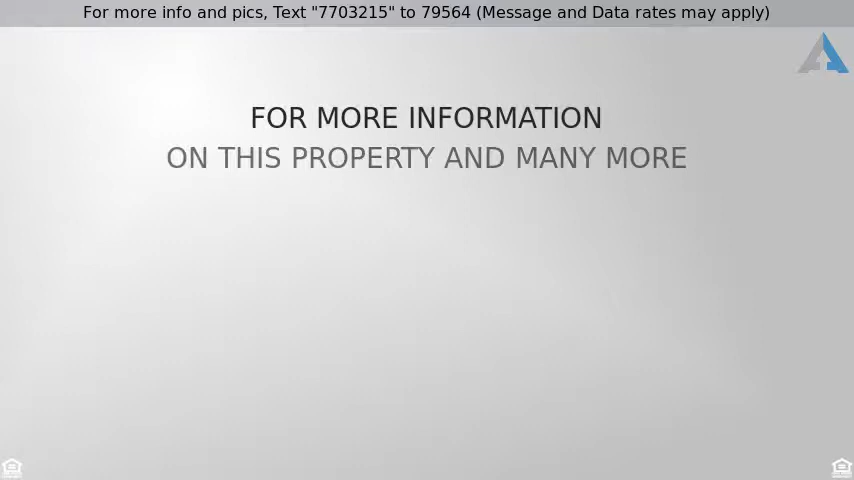 For more info and pics, Text "7703215" to 79564 (Message and Data rates may apply)
FOR MORE INFORMATION
ON THIS PROPERTY AND MANY MORE